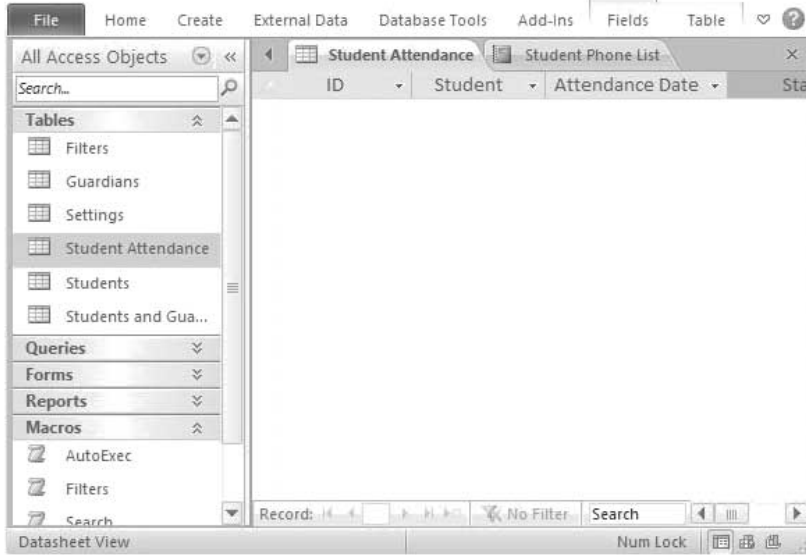 File Home Create External Data Database Tools Add-Ins Fields Table
All Access Objects
Student Attendance Student Phone List
Search...
ID Student Attendance Date Sta
Tables
Filters
Guardians
Settings
Student Attendance
Students
Students and Gua...
Queries
Forms
Reports
Macros
AutoExec
Filters
Search
Record: No Filter Search
Datasheet View Num Lock